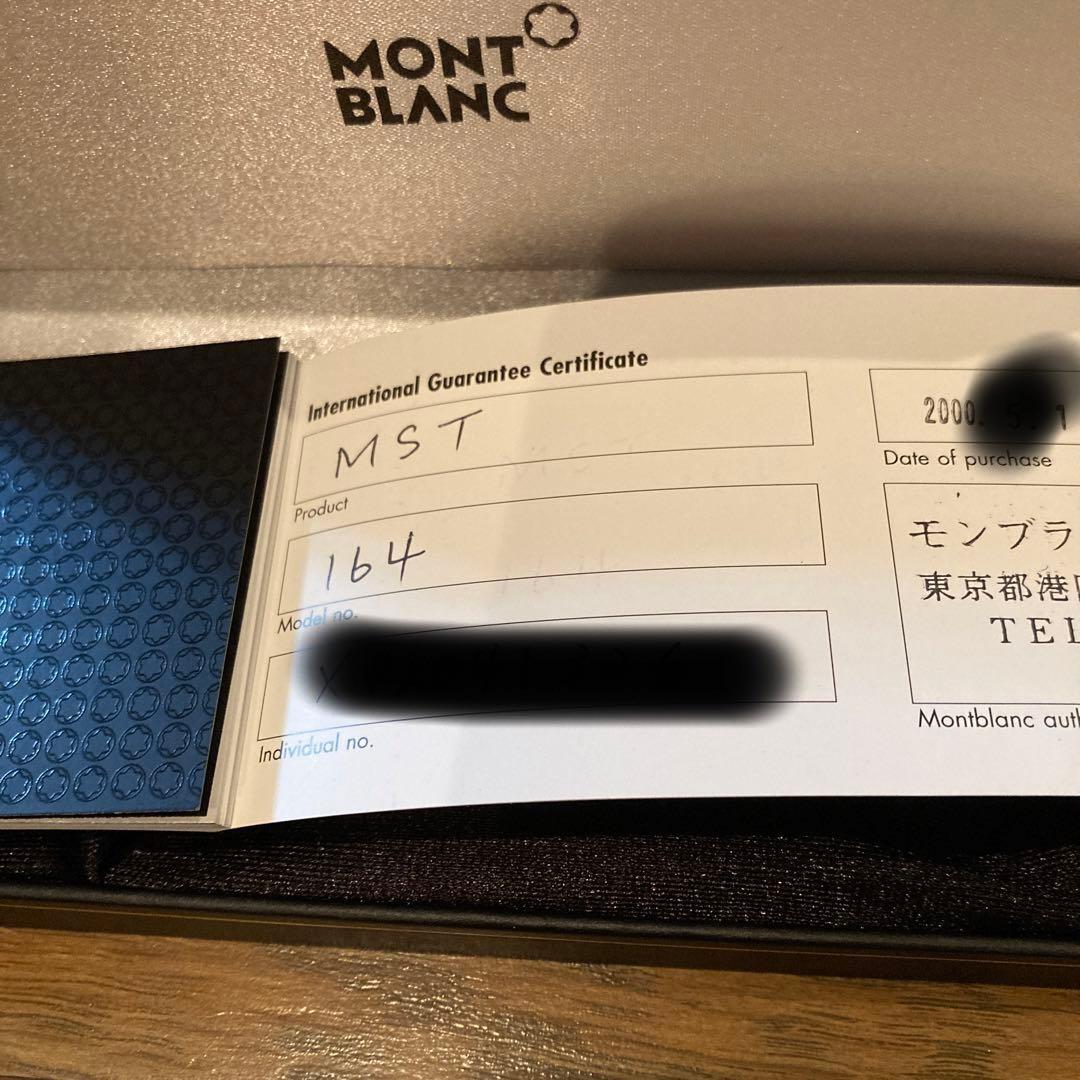 MONT
BLANC
International Guarantee Certificate
MST
Product
164
Model no.
Individual no.
2000.
Date of purchase
モンブラ
東京都港
TEL
Montblanc